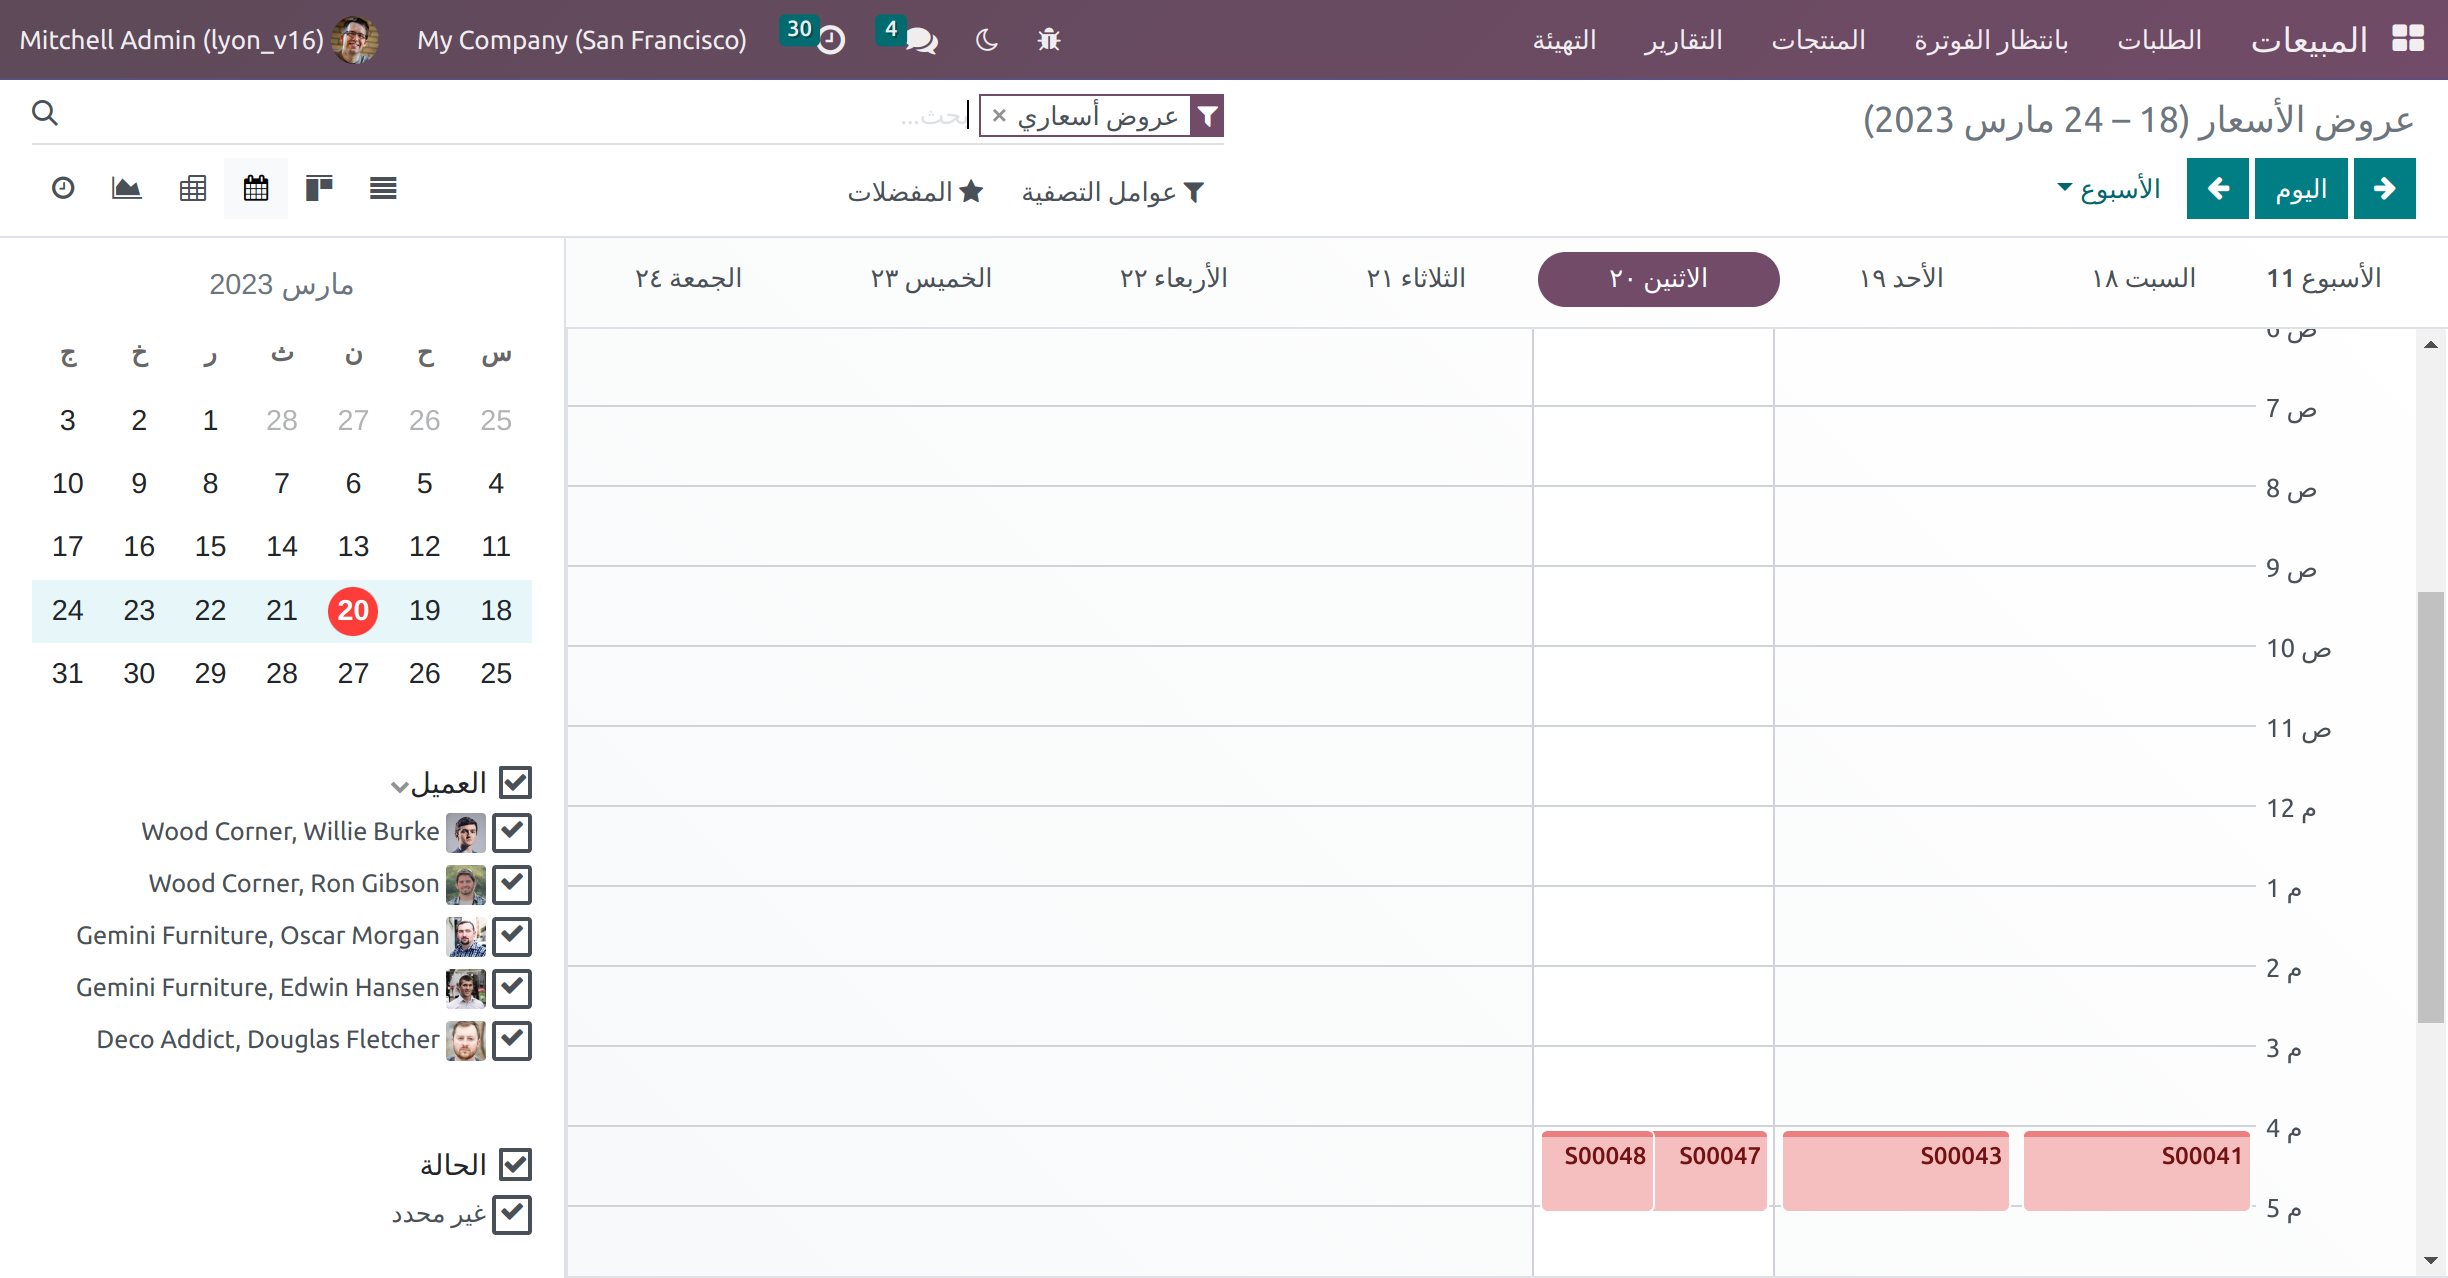 المبيعات الطلبات بانتظار الفوترة المنتجات التقارير التهيئة 4 30 My Company (San Francisco) Mitchell Admin (lyon_v16)
عروض الأسعار (18 – 24 مارس 2023)
عروض أسعاري × بحث...
اليوم الأسبوع
عوامل التصفية المفضلات
الأسبوع 11 السبت ١٨ الأحد ١٩ الاثنين ٢٠ الثلاثاء ٢١ الأربعاء ٢٢ الخميس ٢٣ الجمعة ٢٤
6 ص
7 ص
8 ص
9 ص
10 ص
11 ص
12 م
1 م
2 م
3 م
4 م
S00041 S00043 S00047 S00048
5 م
مارس 2023
س ح ن ث ر خ ج
25 26 27 28 1 2 3
4 5 6 7 8 9 10
11 12 13 14 15 16 17
18 19 20 21 22 23 24
25 26 27 28 29 30 31
العميل
Wood Corner, Willie Burke
Wood Corner, Ron Gibson
Gemini Furniture, Oscar Morgan
Gemini Furniture, Edwin Hansen
Deco Addict, Douglas Fletcher
الحالة
غير محدد